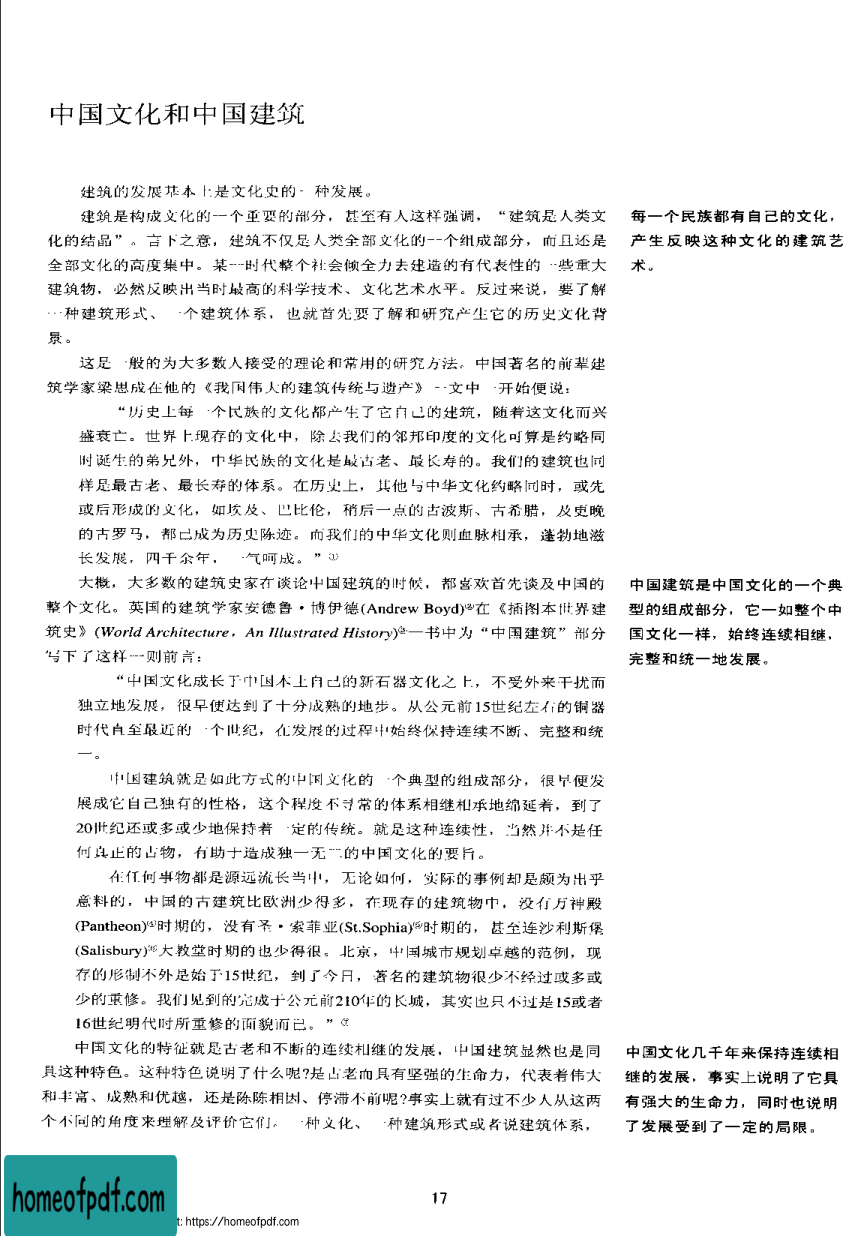 中国文化和中国建筑
建筑的发展基本上是文化史的一种发展。
建筑是构成文化的一个重要的部分，甚至有人这样强调，“建筑是人类文
化的结晶”。言下之意，建筑不仅是人类全部文化的一个组成部分，而且还是
全部文化的高度集中。某一时代整个社会倾全力去建造的有代表性的一些重大
建筑物，必然反映出当时最高的科学技术、文化艺术水平。反过来说，要了解
一种建筑形式、一个建筑体系，也就首先要了解和研究产生它的历史文化背
景。
每一个民族都有自己的文化，
产生反映这种文化的建筑艺
术。
这是一般的为大多数人接受的理论和常用的研究方法。中国著名的前辈建
筑学家梁思成在他的《我国伟大的建筑传统与遗产》一文中一开始便说：
“历史上每一个民族的文化都产生了它自己的建筑，随着这文化而兴
盛衰亡。世界上现存的文化中，除去我们的邻邦印度的文化可算是约略同
时诞生的弟兄外，中华民族的文化是最古老、最长寿的。我们的建筑也同
样是最古老、最长寿的体系。在历史上，其他与中华文化约略同时，或先
或后形成的文化，如埃及、巴比伦，稍后一点的古波斯、古希腊，及更晚
的古罗马，都已成为历史陈迹。而我们的中华文化则血脉相承，蓬勃地滋
长发展，四千余年，一气呵成。”①
大概，大多数的建筑史家在谈论中国建筑的时候，都喜欢首先谈及中国的
整个文化。英国的建筑学家安德鲁·博伊德(Andrew Boyd)②在《插图本世界建
筑史》(World Architecture，An Illustrated History)③一书中为“中国建筑”部分
写下了这样一则前言：
中国建筑是中国文化的一个典
型的组成部分，它一如整个中
国文化一样，始终连续相继，
完整和统一地发展。
“中国文化成长于中国本土自己的新石器文化之上，不受外来干扰而
独立地发展，很早便达到了十分成熟的地步。从公元前15世纪左右的铜器
时代直至最近的一个世纪，在发展的过程中始终保持连续不断、完整和统
一。
中国建筑就是如此方式的中国文化的一个典型的组成部分，很早便发
展成它自己独有的性格，这个程度不寻常的体系相继相承地绵延着，到了
20世纪还或多或少地保持着一定的传统。就是这种连续性，当然并不是任
何真正的古物，有助于造成独一无二的中国文化的要旨。
在任何事物都是源远流长当中，无论如何，实际的事例却是颇为出乎
意料的，中国的古建筑比欧洲少得多，在现存的建筑物中，没有万神殿
(Pantheon)④时期的，没有圣·索菲亚(St.Sophia)⑤时期的，甚至连沙利斯堡
(Salisbury)⑥大教堂时期的也少得很。北京，中国城市规划卓越的范例，现
存的形制不外是始于15世纪，到了今日，著名的建筑物很少不经过或多或
少的重修。我们见到的完成于公元前210年的长城，其实也只不过是15或者
16世纪明代时所重修的面貌而已。”⑦
中国文化的特征就是古老和不断的连续相继的发展，中国建筑显然也是同
具这种特色。这种特色说明了什么呢?是古老而具有坚强的生命力，代表着伟大
和丰富、成熟和优越，还是陈陈相因、停滞不前呢?事实上就有过不少人从这两
个不同的角度来理解及评价它们。一种文化、一种建筑形式或者说建筑体系，
中国文化几千年来保持连续相
继的发展，事实上说明了它具
有强大的生命力，同时也说明
了发展受到了一定的局限。
17
homeofpdf.com
t: https://homeofpdf.com